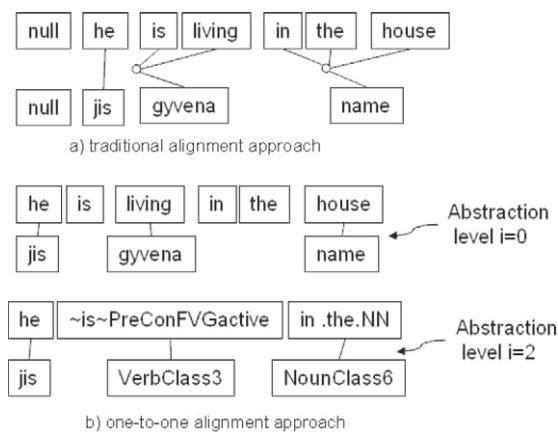 null he is living in the house
null jis gyvena name
a) traditional alignment approach
he is living in the house
jis gyvena name
Abstraction
level i=0
he ~is~PreConFVGactive in .the.NN
jis VerbClass3 NounClass6
Abstraction
level i=2
b) one-to-one alignment approach